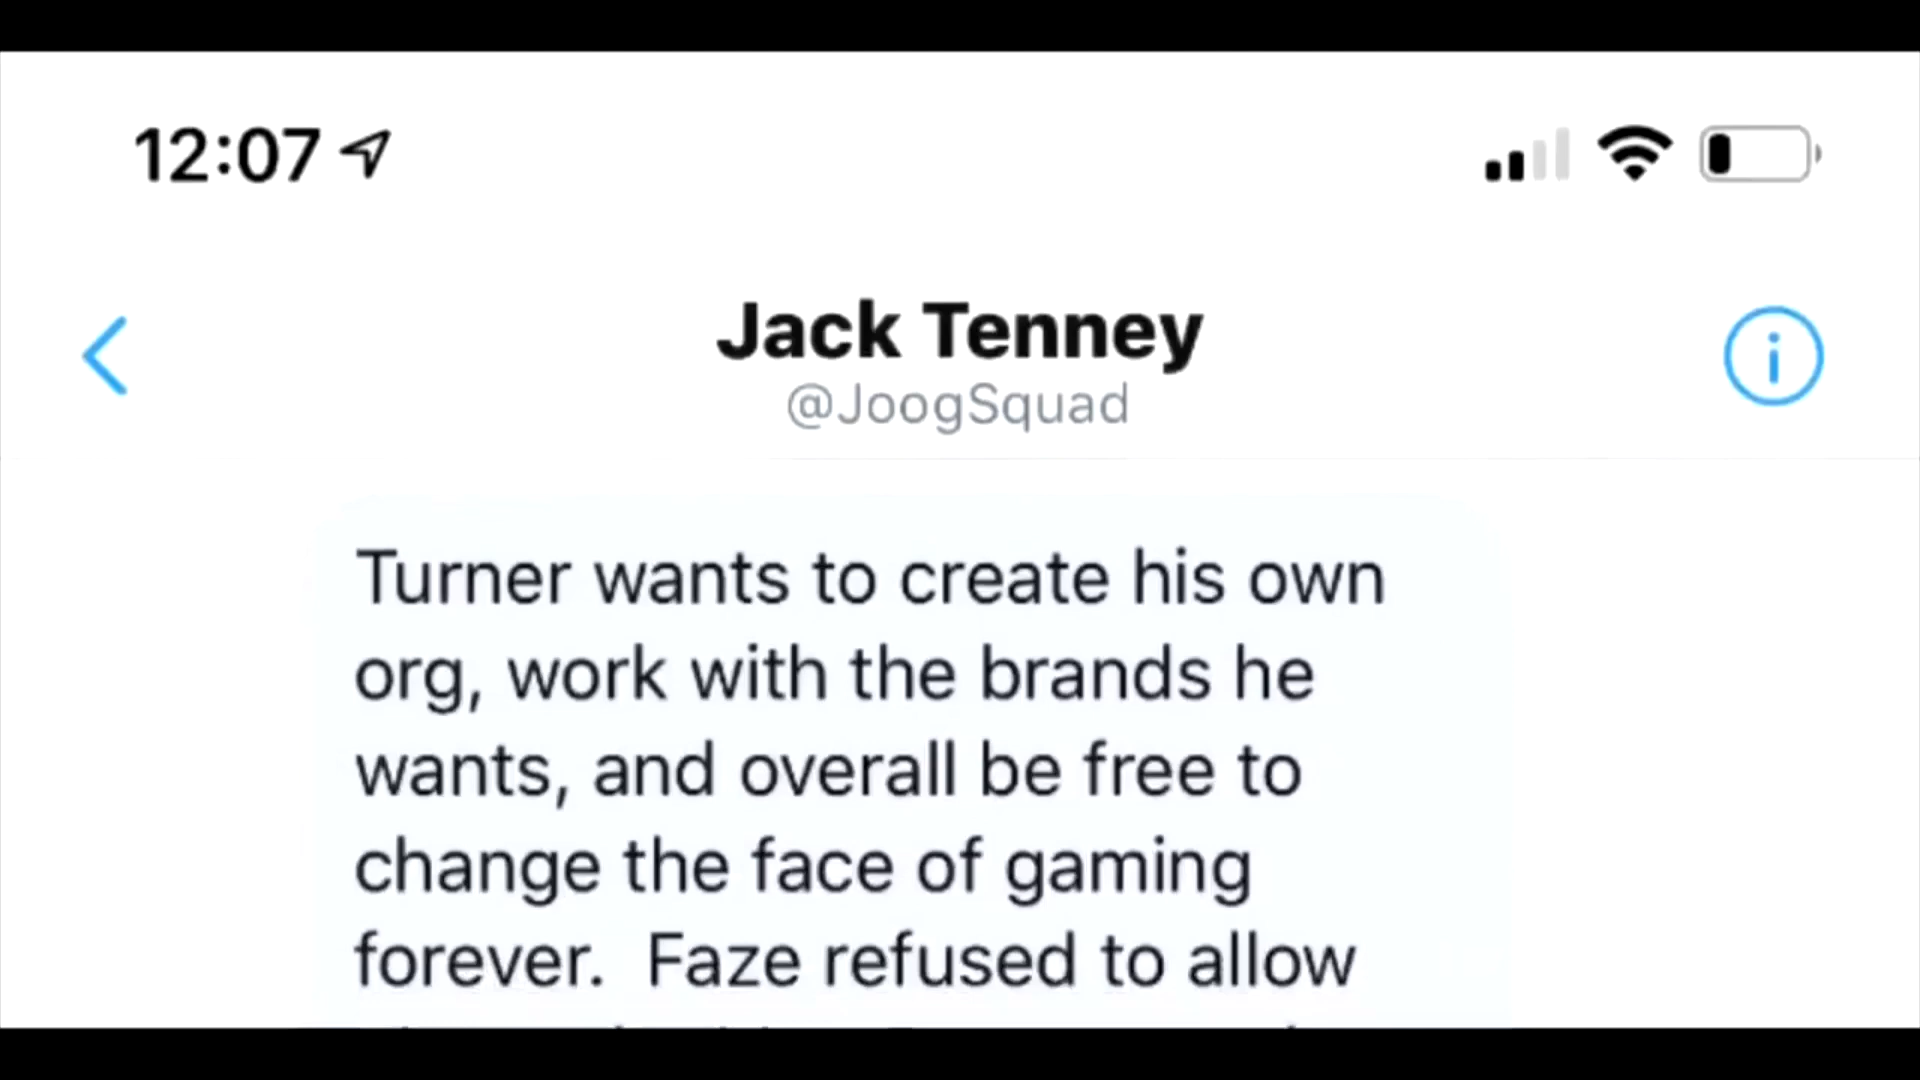 12:07
Jack Tenney
@JoogSquad
Turner wants to create his own
org, work with the brands he
wants, and overall be free to
change the face of gaming
forever.  Faze refused to allow